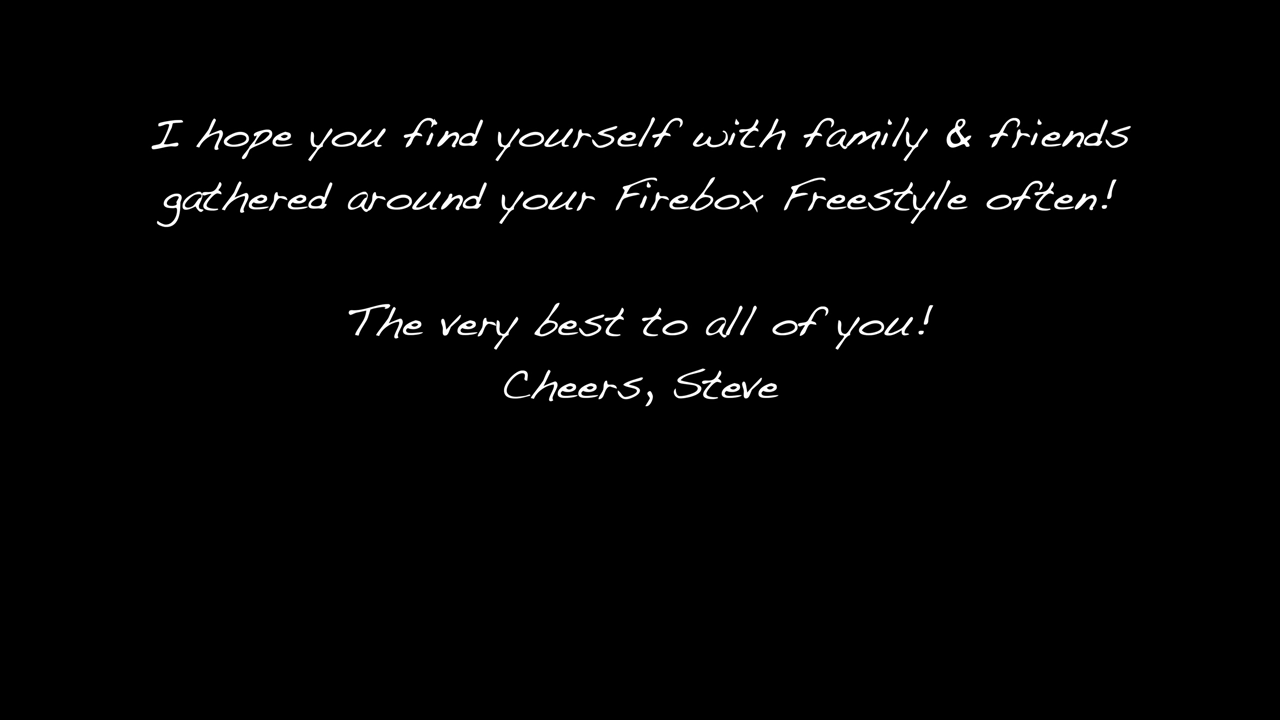 I hope you find yourself with family & friends
gathered around your Firebox Freestyle often!
The very best to all of you!
Cheers, Steve